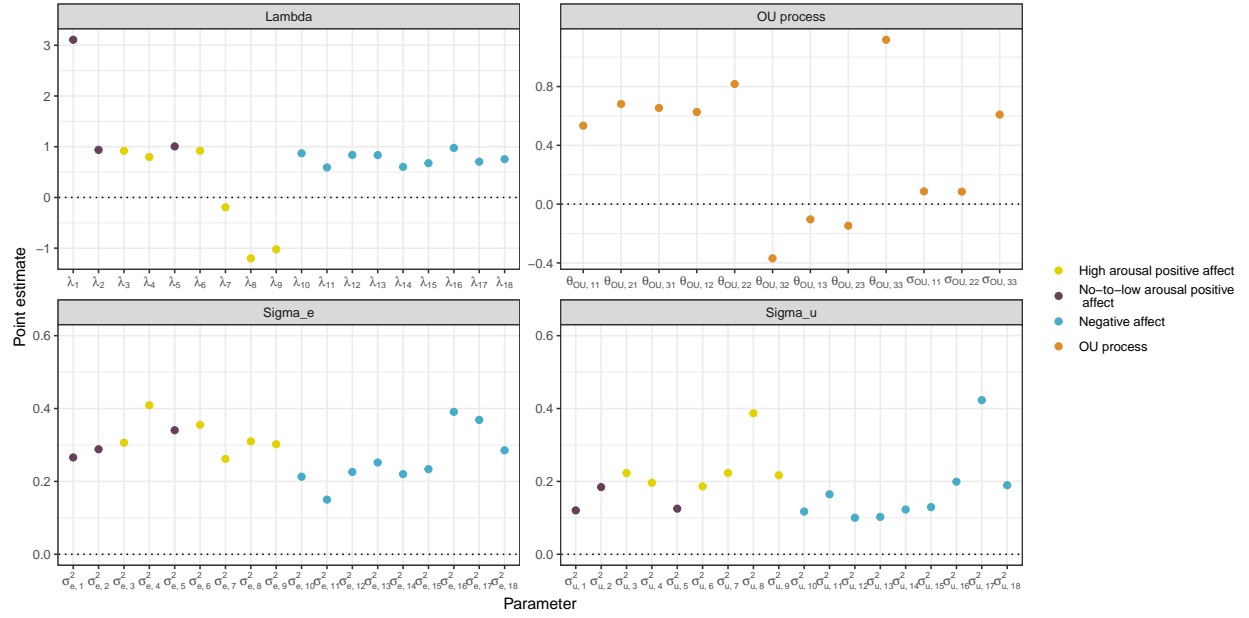 Lambda
OU process
3
2
1
0
−1
0.8
0.4
0.0
−0.4
λ1 λ2 λ3 λ4 λ5 λ6 λ7 λ8 λ9 λ10 λ11 λ12 λ13 λ14 λ15 λ16 λ17 λ18
θOU, 11 θOU, 21 θOU, 31 θOU, 12 θOU, 22 θOU, 32 θOU, 13 θOU, 23 θOU, 33 σOU, 11 σOU, 22 σOU, 33
Point estimate
Sigma_e
Sigma_u
0.6
0.4
0.2
0.0
0.6
0.4
0.2
0.0
σ²e, 1 σ²e, 2 σ²e, 3 σ²e, 4 σ²e, 5 σ²e, 6 σ²e, 7 σ²e, 8 σ²e, 9 σ²e, 10 σ²e, 11 σ²e, 12 σ²e, 13 σ²e, 14 σ²e, 15 σ²e, 16 σ²e, 17 σ²e, 18
σ²u, 1 σ²u, 2 σ²u, 3 σ²u, 4 σ²u, 5 σ²u, 6 σ²u, 7 σ²u, 8 σ²u, 9 σ²u, 10 σ²u, 11 σ²u, 12 σ²u, 13 σ²u, 14 σ²u, 15 σ²u, 16 σ²u, 17 σ²u, 18
Parameter
High arousal positive affect
No−to−low arousal positive
affect
Negative affect
OU process